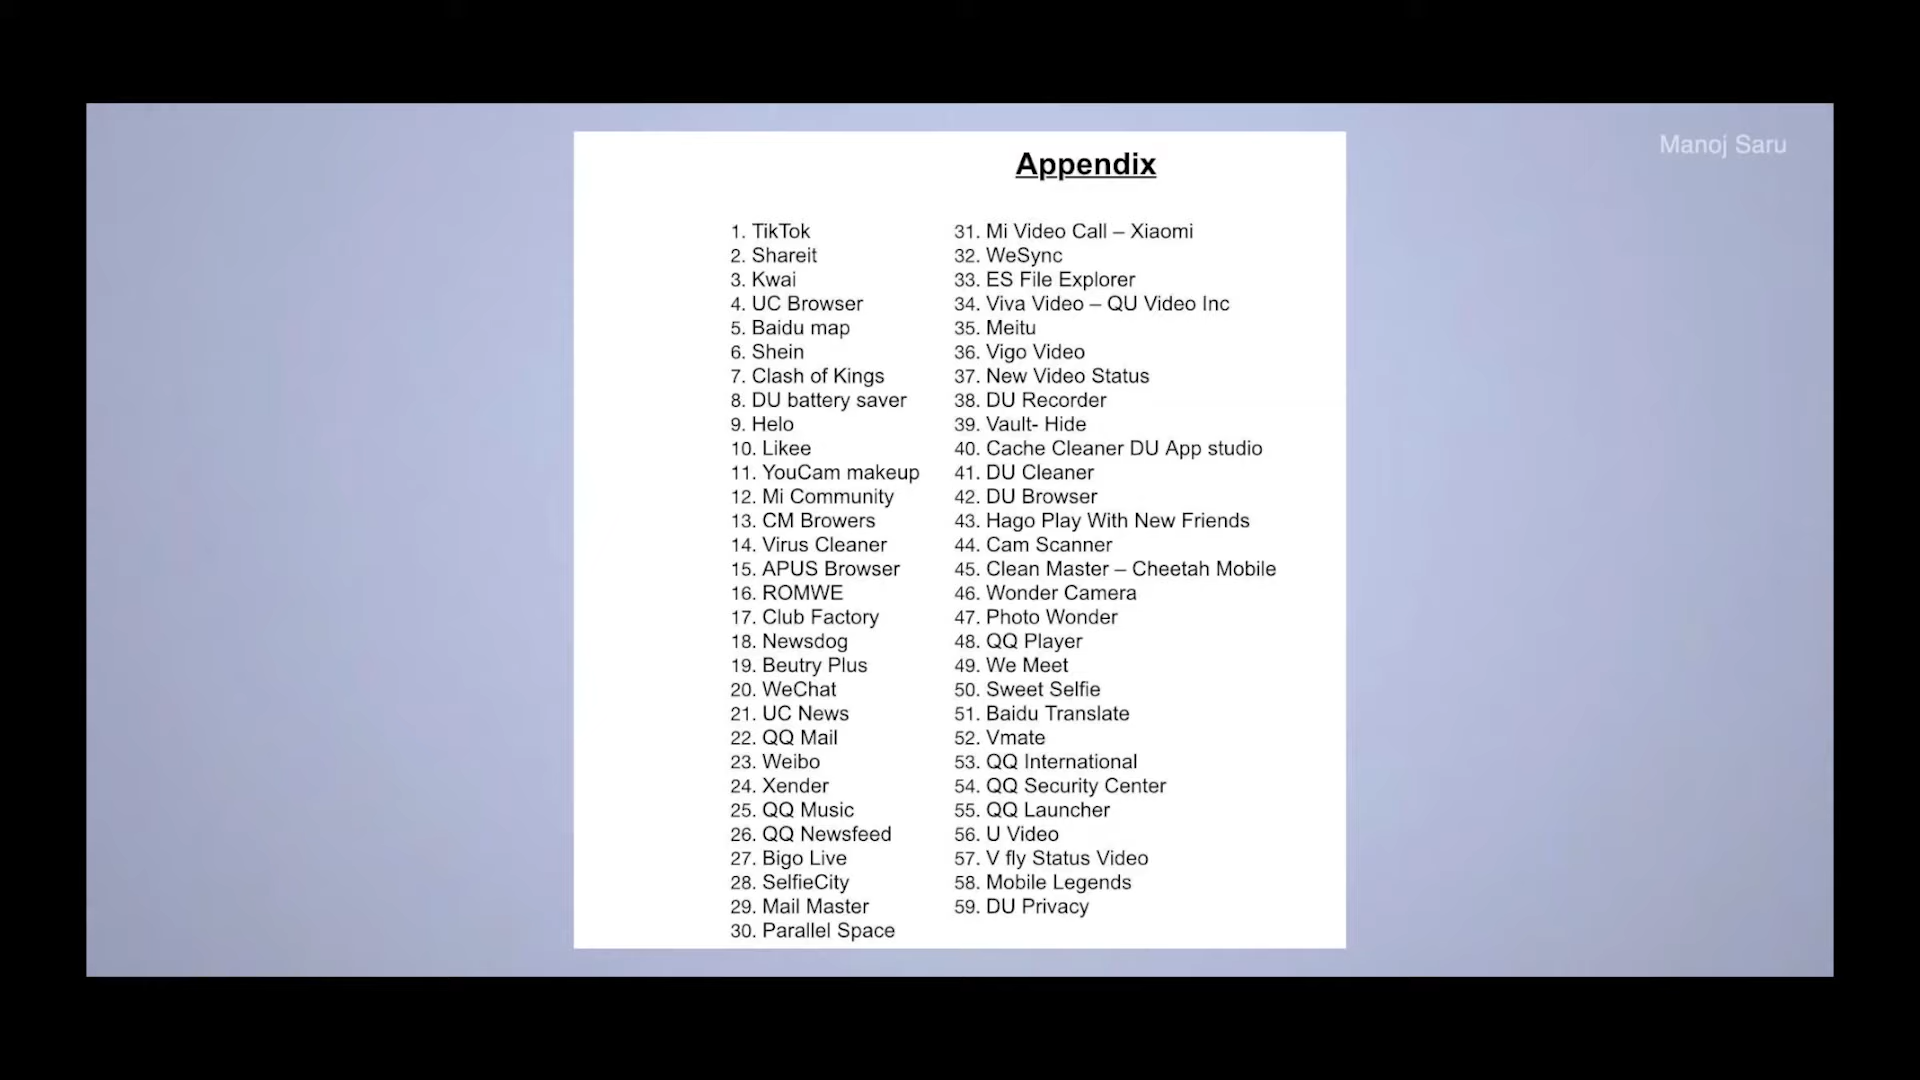 Manoj Saru
Appendix
1. TikTok
2. Shareit
3. Kwai
4. UC Browser
5. Baidu map
6. Shein
7. Clash of Kings
8. DU battery saver
9. Helo
10. Likee
11. YouCam makeup
12. Mi Community
13. CM Browers
14. Virus Cleaner
15. APUS Browser
16. ROMWE
17. Club Factory
18. Newsdog
19. Beutry Plus
20. WeChat
21. UC News
22. QQ Mail
23. Weibo
24. Xender
25. QQ Music
26. QQ Newsfeed
27. Bigo Live
28. SelfieCity
29. Mail Master
30. Parallel Space
31. Mi Video Call – Xiaomi
32. WeSync
33. ES File Explorer
34. Viva Video – QU Video Inc
35. Meitu
36. Vigo Video
37. New Video Status
38. DU Recorder
39. Vault- Hide
40. Cache Cleaner DU App studio
41. DU Cleaner
42. DU Browser
43. Hago Play With New Friends
44. Cam Scanner
45. Clean Master – Cheetah Mobile
46. Wonder Camera
47. Photo Wonder
48. QQ Player
49. We Meet
50. Sweet Selfie
51. Baidu Translate
52. Vmate
53. QQ International
54. QQ Security Center
55. QQ Launcher
56. U Video
57. V fly Status Video
58. Mobile Legends
59. DU Privacy